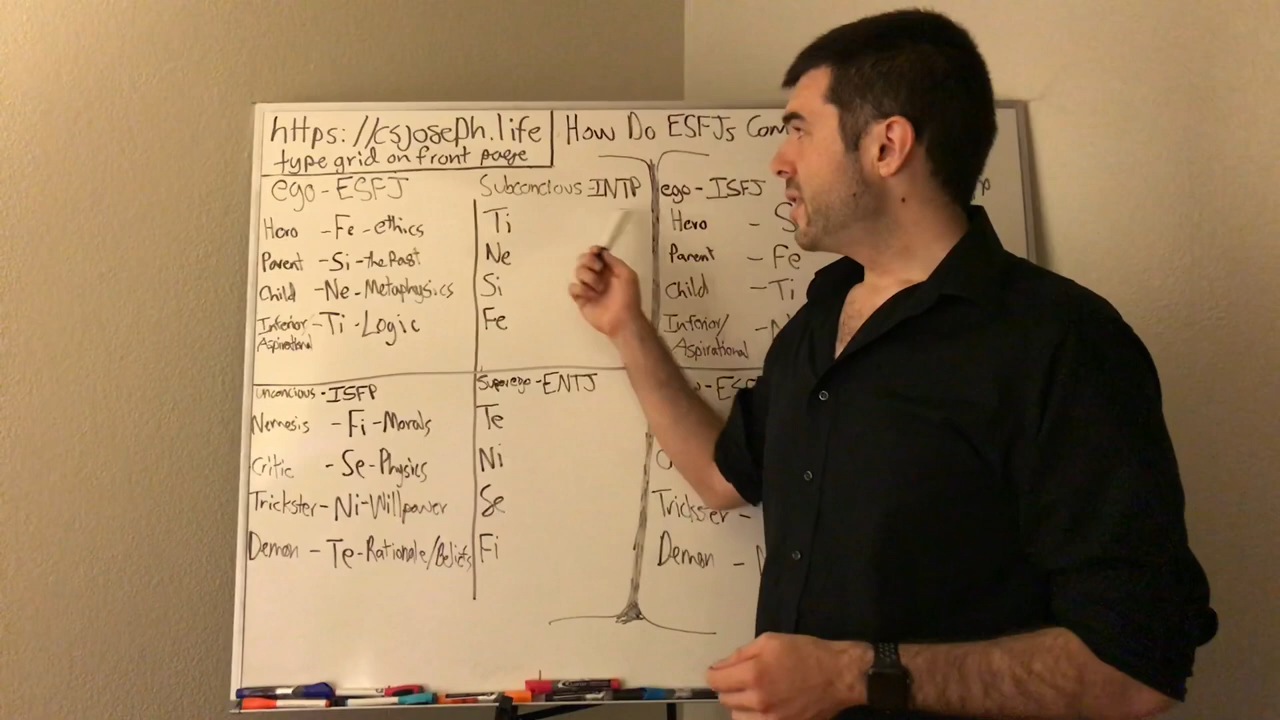 https://csjoseph.life
type grid on front page
How Do ESFJs Com
ego-ESFJ
Hero -Fe-ethics
Parent -Si-the Past
Child -Ne-Metaphysics
Inferior/
Aspirational
-Ti-Logic
Subconcious-INTP
Ti
Ne
Si
Fe
ego-ISFJ
Hero - S
Parent -Fe
Child -Ti
Inferior/
Aspirational
unconcious-ISFP
Nemesis -Fi-Morals
Critic -Se-Physics
Trickster-Ni-Willpower
Demon -Te-Rationale/Beliefs
Superego-ENTJ
Te
Ni
Se
Fi
Trickster -
Demon -